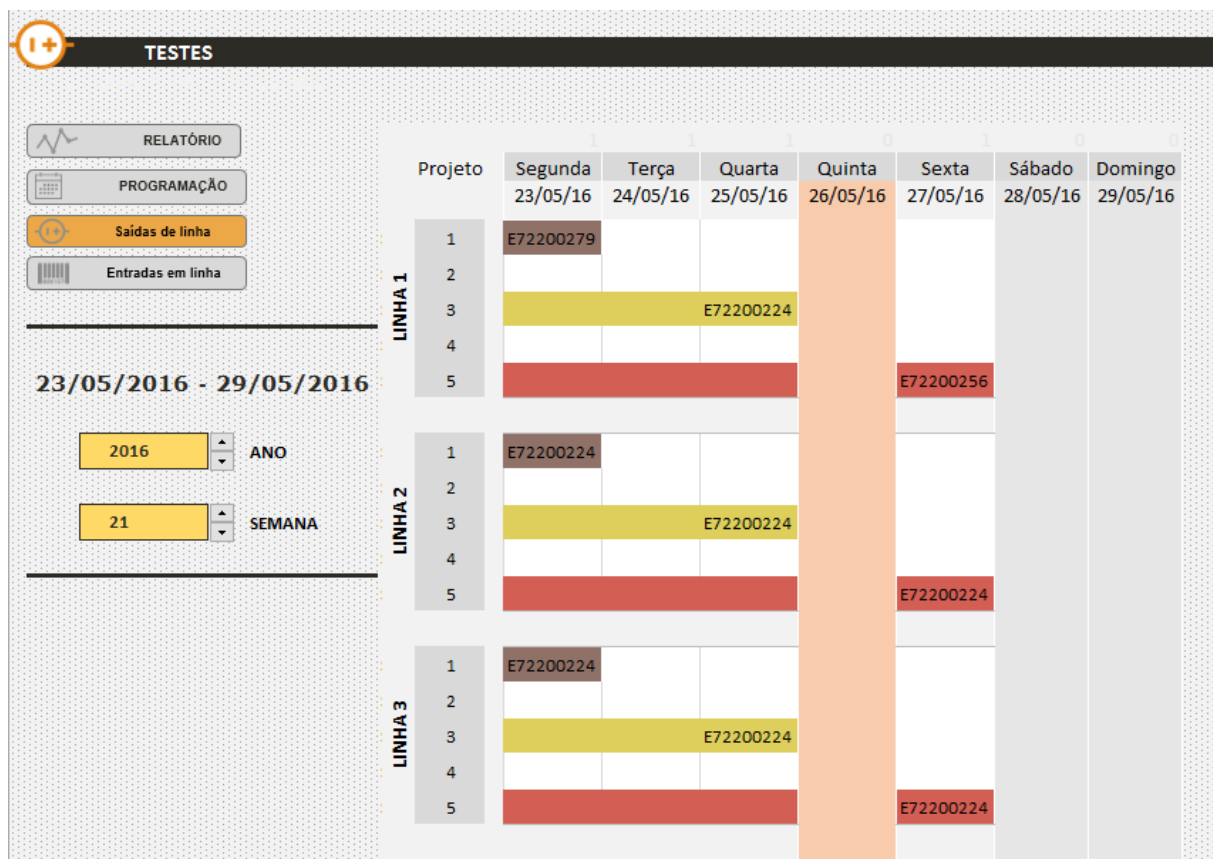 TESTES
RELATÓRIO
PROGRAMAÇÃO
Saídas de linha
Entradas em linha
23/05/2016 - 29/05/2016
2016 ANO
21 SEMANA
1 1 1 0 1 0 0
Projeto Segunda Terça Quarta Quinta Sexta Sábado Domingo
23/05/16 24/05/16 25/05/16 26/05/16 27/05/16 28/05/16 29/05/16
LINHA 1
1 E72200279
2
3 E72200224
4
5 E72200256
LINHA 2
1 E72200224
2
3 E72200224
4
5 E72200224
LINHA 3
1 E72200224
2
3 E72200224
4
5 E72200224